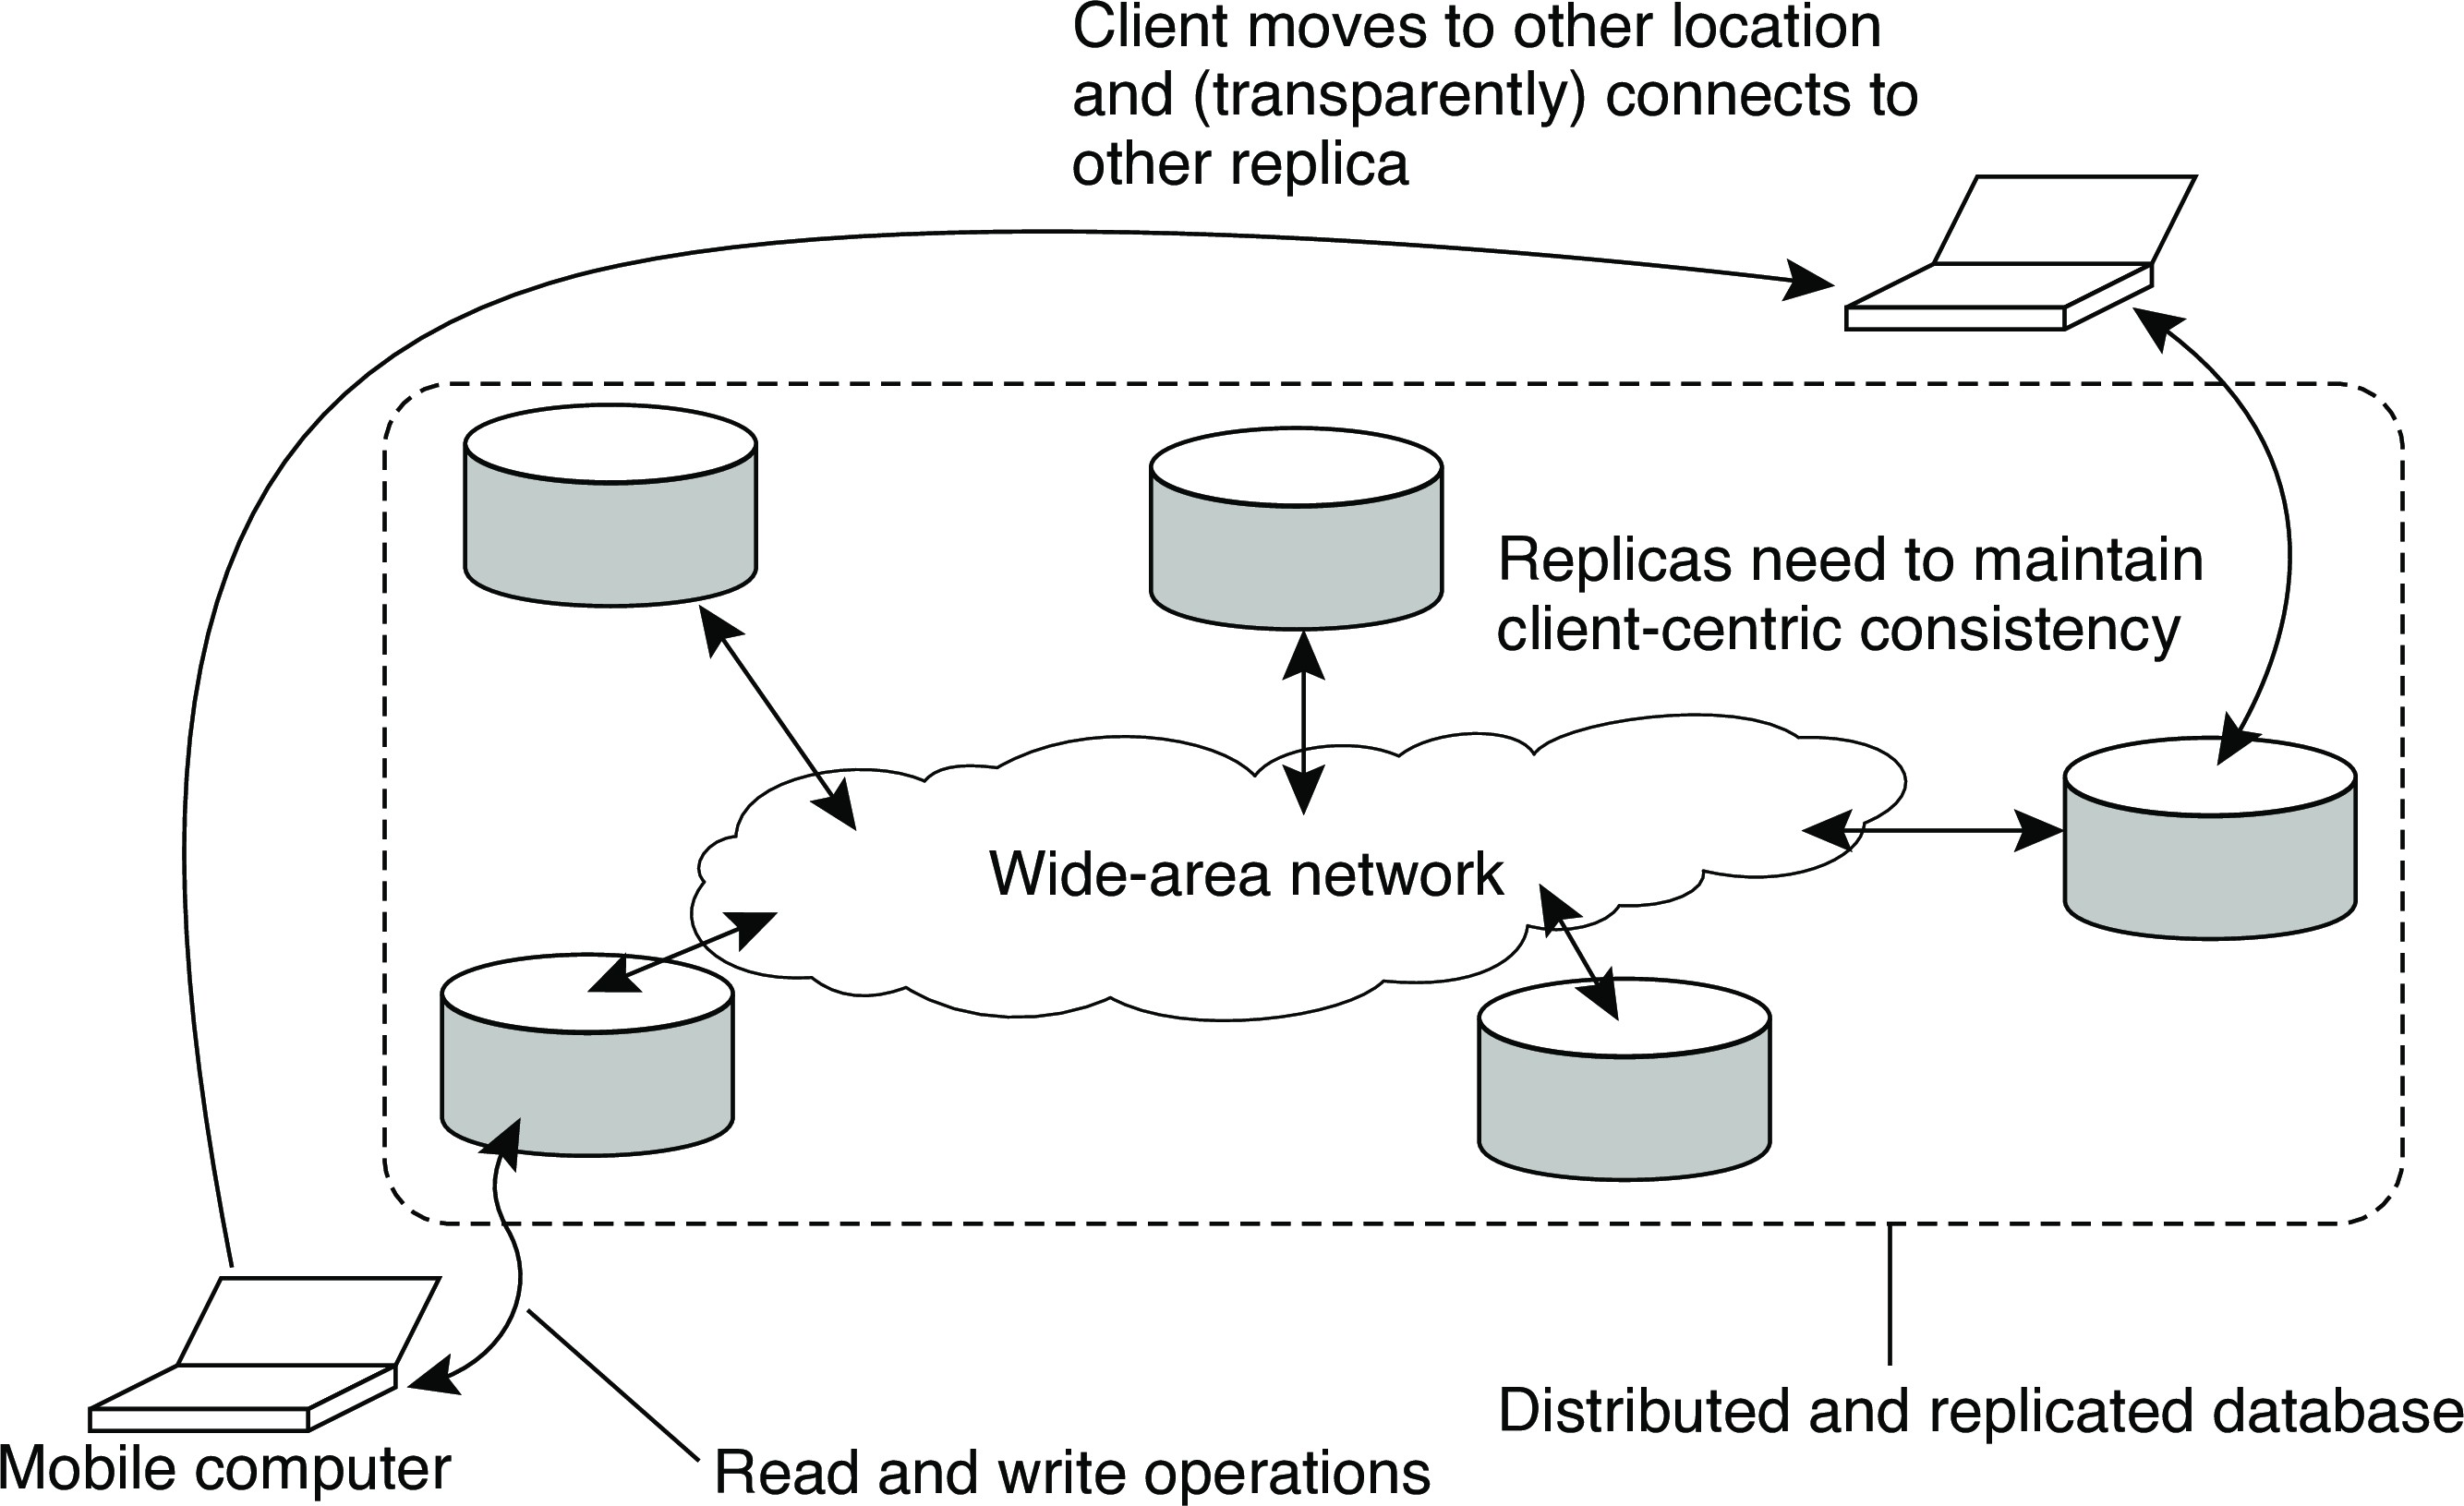 Client moves to other location
and (transparently) connects to
other replica
Replicas need to maintain
client-centric consistency
Wide-area network
Distributed and replicated database
Mobile computer
Read and write operations